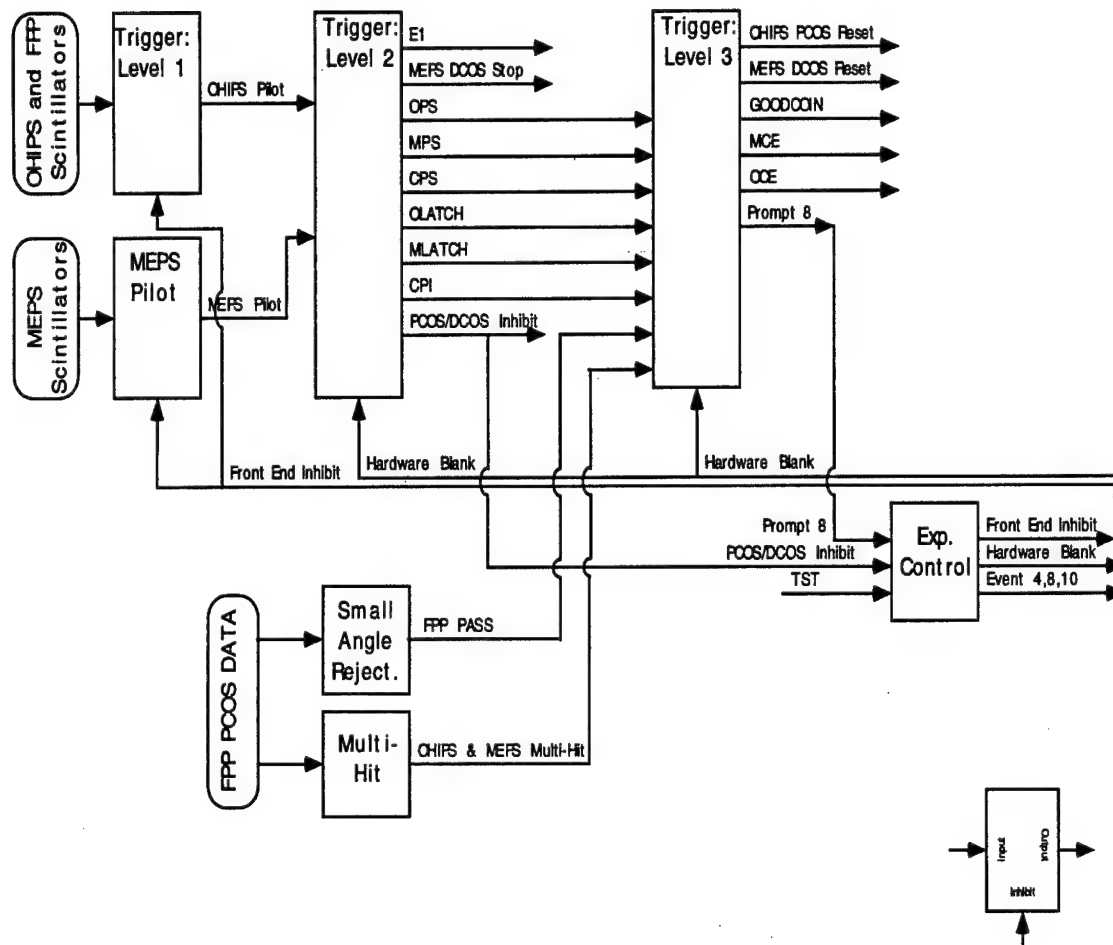 OHIPS and FPP
Scintillators
Trigger:
Level 1
OHIPS Pilot
MEPS
Scintillators
MEPS
Pilot
MEPS Pilot
Trigger:
Level 2
E1
MEPS DCOS Stop
OPS
MPS
CPS
OLATCH
MLATCH
CPI
PCOS/DCOS Inhibit
Trigger:
Level 3
OHIPS PCOS Reset
MEPS DCOS Reset
GOODCOIN
MCE
OCE
Prompt 8
Front End Inhibit
Hardware Blank
Hardware Blank
Prompt 8
PCOS/DCOS Inhibit
TST
Exp.
Control
Front End Inhibit
Hardware Blank
Event 4,8,10
FPP PCOS DATA
Small
Angle
Reject.
FPP PASS
Multi-
Hit
OHIPS & MEPS Multi-Hit
Input
Output
Inhibit